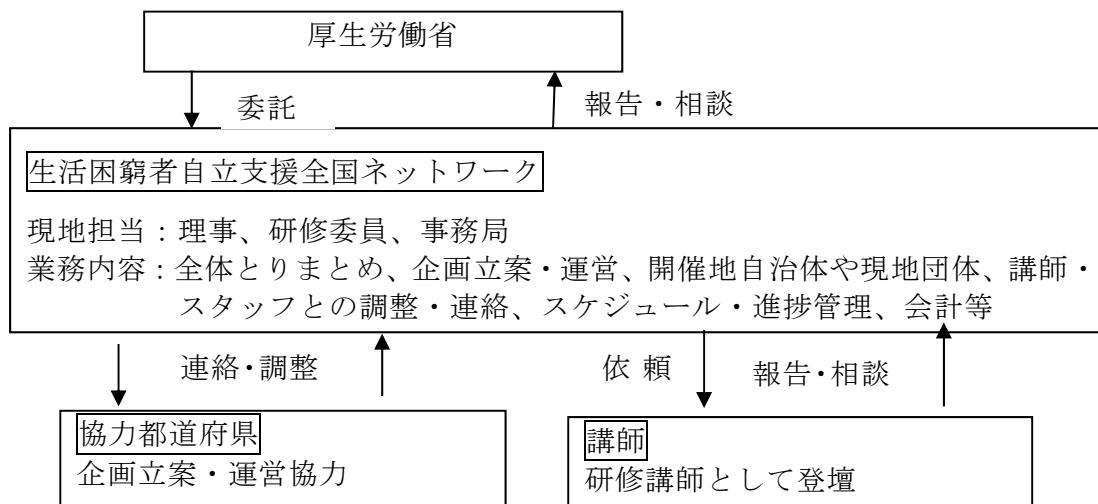 厚生労働省
委託
報告・相談
生活困窮者自立支援全国ネットワーク
現地担当：理事、研修委員、事務局
業務内容：全体とりまとめ、企画立案・運営、開催地自治体や現地団体、講師・
スタッフとの調整・連絡、スケジュール・進捗管理、会計等
連絡・調整
依 頼
報告・相談
協力都道府県
企画立案・運営協力
講師
研修講師として登壇